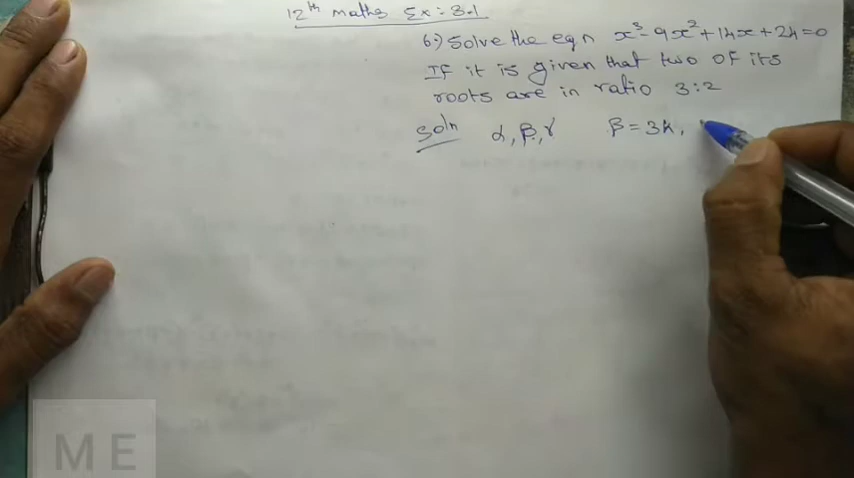 12th maths Ex: 3.1
6.) Solve the eqn x³-9x²+14x+24=0
If it is given that two of its
roots are in ratio 3:2
Soln α, β, γ β=3k,
ME